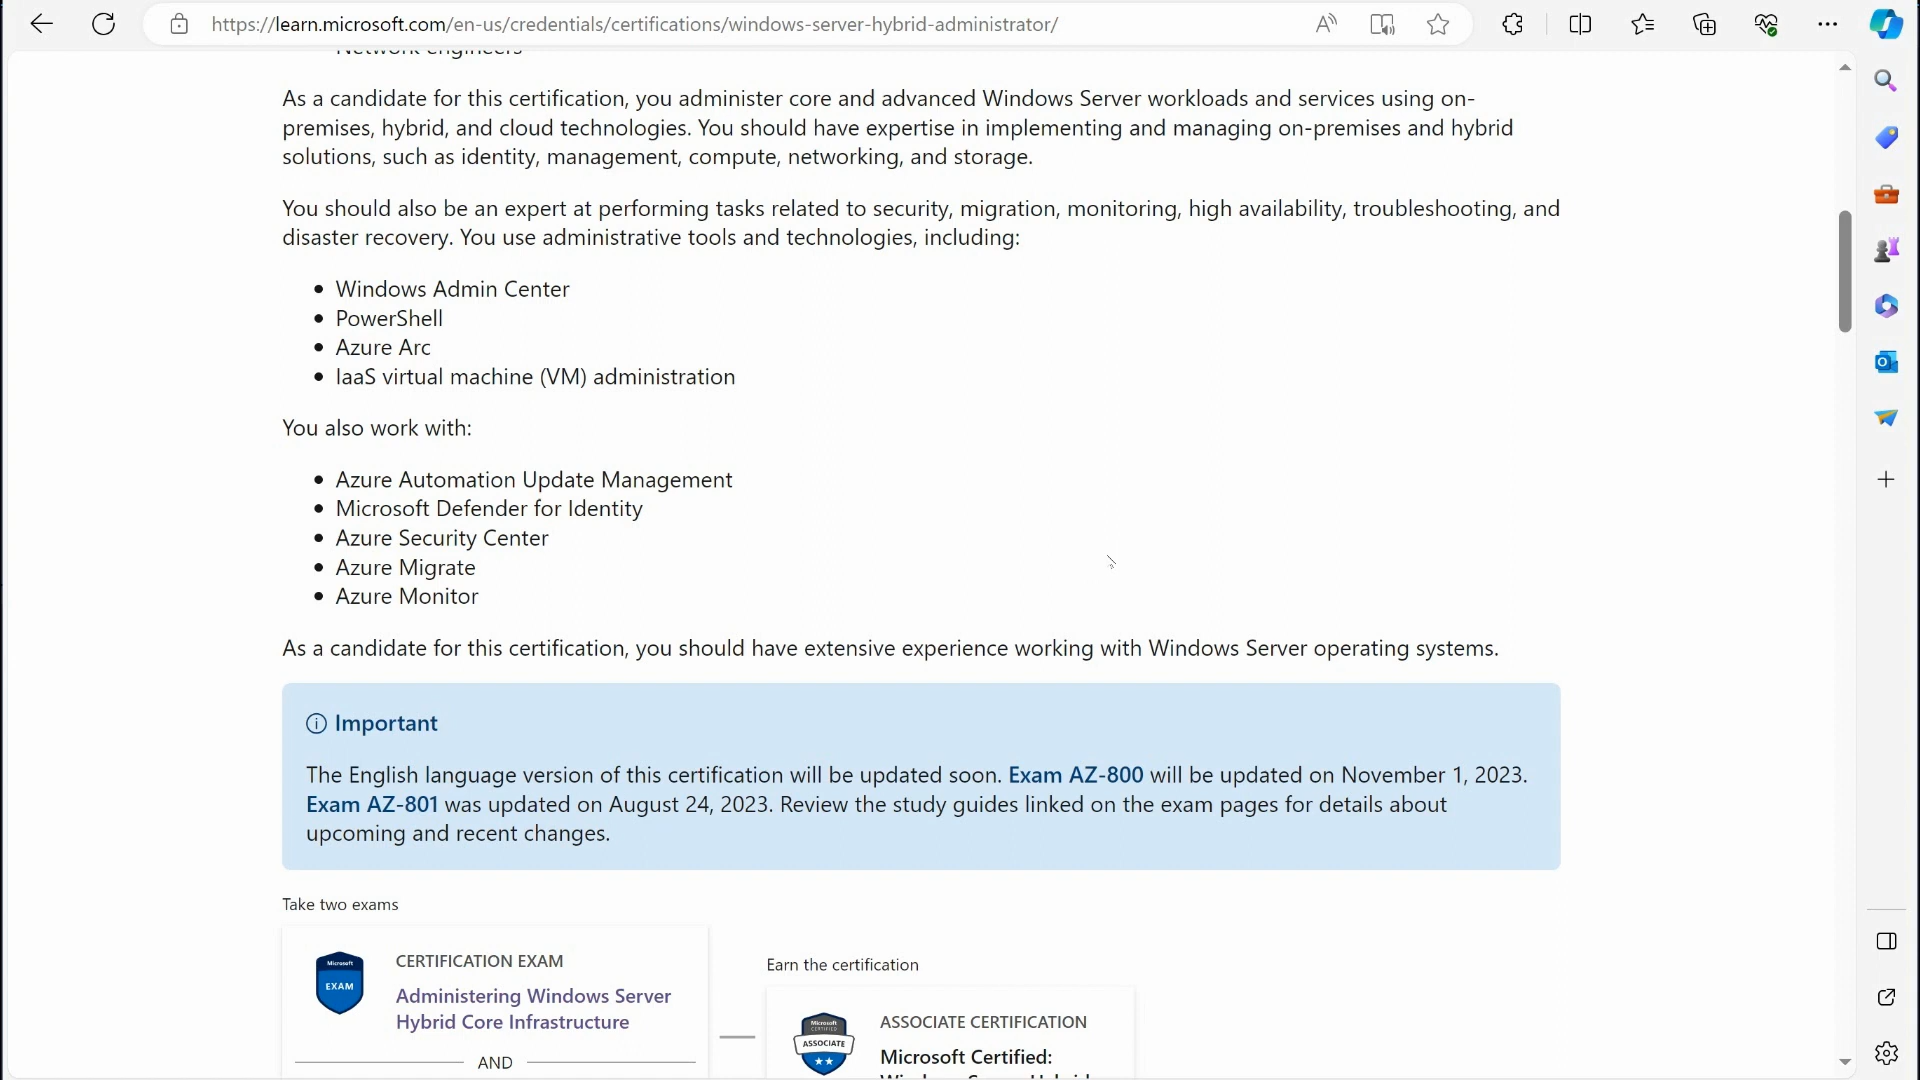 https://learn.microsoft.com/en-us/credentials/certifications/windows-server-hybrid-administrator/
Network engineers
As a candidate for this certification, you administer core and advanced Windows Server workloads and services using on-
premises, hybrid, and cloud technologies. You should have expertise in implementing and managing on-premises and hybrid
solutions, such as identity, management, compute, networking, and storage.
You should also be an expert at performing tasks related to security, migration, monitoring, high availability, troubleshooting, and
disaster recovery. You use administrative tools and technologies, including:
• Windows Admin Center
• PowerShell
• Azure Arc
• IaaS virtual machine (VM) administration
You also work with:
• Azure Automation Update Management
• Microsoft Defender for Identity
• Azure Security Center
• Azure Migrate
• Azure Monitor
As a candidate for this certification, you should have extensive experience working with Windows Server operating systems.
Important
The English language version of this certification will be updated soon. Exam AZ-800 will be updated on November 1, 2023.
Exam AZ-801 was updated on August 24, 2023. Review the study guides linked on the exam pages for details about
upcoming and recent changes.
Take two exams
Microsoft
EXAM
CERTIFICATION EXAM
Administering Windows Server
Hybrid Core Infrastructure
AND
Earn the certification
Microsoft
CERTIFIED
ASSOCIATE
ASSOCIATE CERTIFICATION
Microsoft Certified:
Windows Server Hybrid